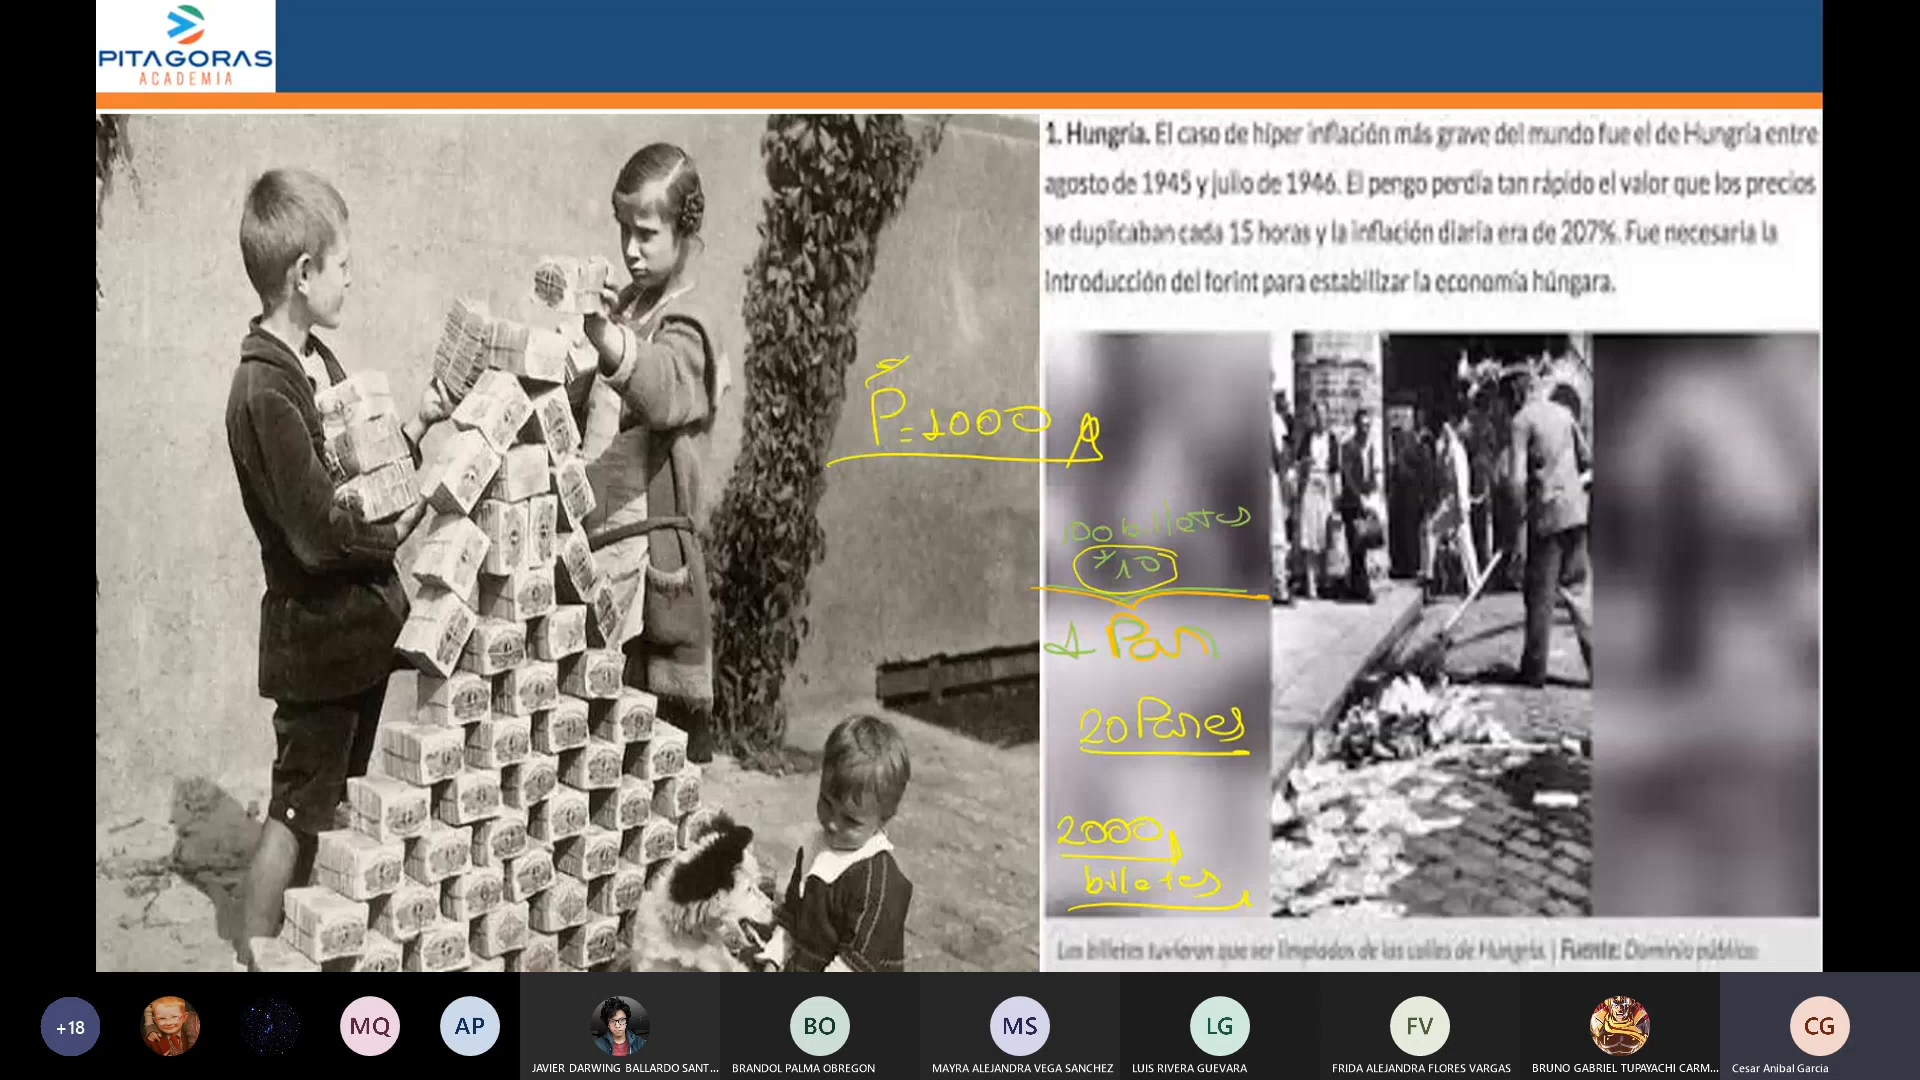 PITAGORAS
ACADEMIA
1. Hungría. El caso de hiper inflación más grave del mundo fue el de Hungría entre
agosto de 1945 y julio de 1946. El pengo perdía tan rápido el valor que los precios
se duplicaban cada 15 horas y la inflación diaria era de 207%. Fue necesaria la
introducción del forint para estabilizar la economía húngara.
P=1000
100 billetes
10
1 Pan
20 Panes
2000
billetes
Los billetes tuvieron que ser limpiados de las calles de Hungría. | Fuente: Dominio público
+18
MQ
AP
BO
MS
LG
FV
CG
JAVIER DARWING BALLARDO SANT...
BRANDOL PALMA OBREGON
MAYRA ALEJANDRA VEGA SANCHEZ
LUIS RIVERA GUEVARA
FRIDA ALEJANDRA FLORES VARGAS
BRUNO GABRIEL TUPAYACHI CARM...
Cesar Anibal Garcia